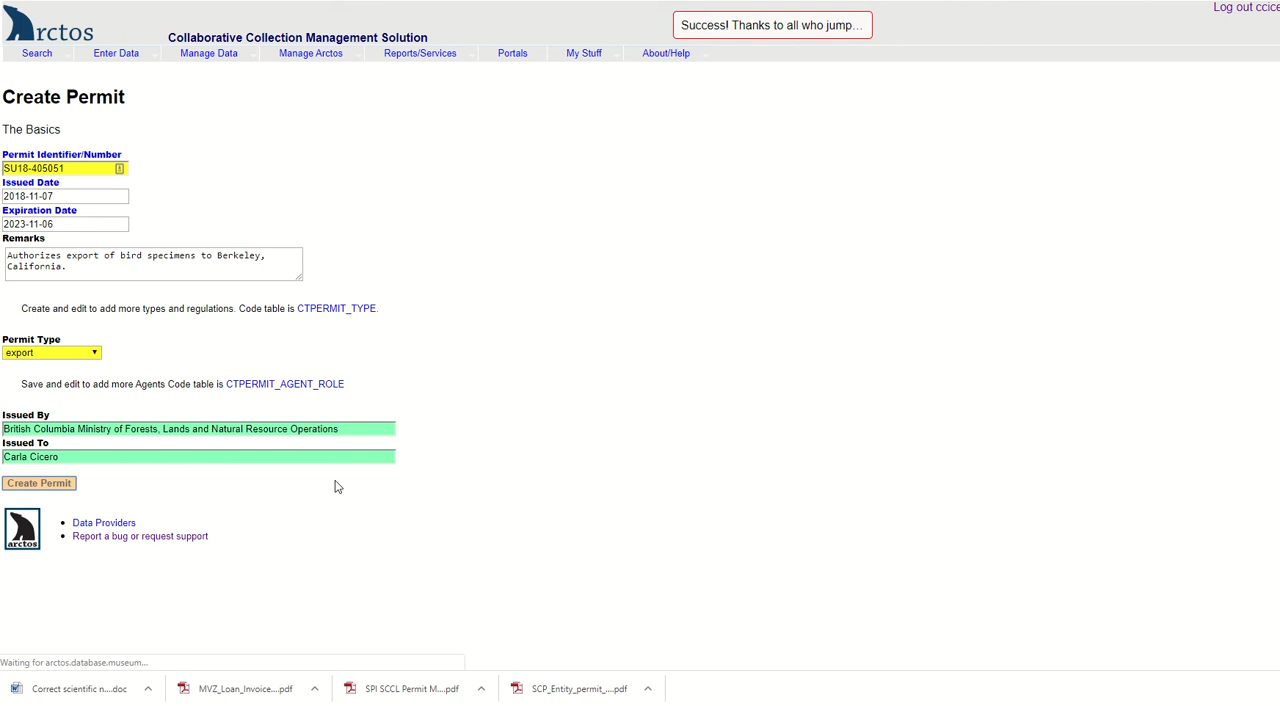 Log out ccice
arctos
Collaborative Collection Management Solution
Success! Thanks to all who jump...
Search
Enter Data
Manage Data
Manage Arctos
Reports/Services
Portals
My Stuff
About/Help
Create Permit
The Basics
Permit Identifier/Number
SU18-405051
Issued Date
2018-11-07
Expiration Date
2023-11-06
Remarks
Authorizes export of bird specimens to Berkeley,
California.
Create and edit to add more types and regulations. Code table is CTPERMIT_TYPE.
Permit Type
export
Save and edit to add more Agents Code table is CTPERMIT_AGENT_ROLE
Issued By
British Columbia Ministry of Forests, Lands and Natural Resource Operations
Issued To
Carla Cicero
Create Permit
arctos
Data Providers
Report a bug or request support
Waiting for arctos.database.museum...
Correct scientific n....doc
MVZ_Loan_Invoice....pdf
SPI SCCL Permit M....pdf
SCP_Entity_permit_....pdf